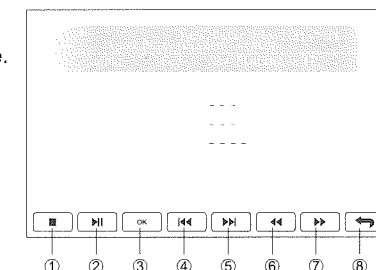 e.
- - -
- - -
- - - -
OK
① ② ③ ④ ⑤ ⑥ ⑦ ⑧